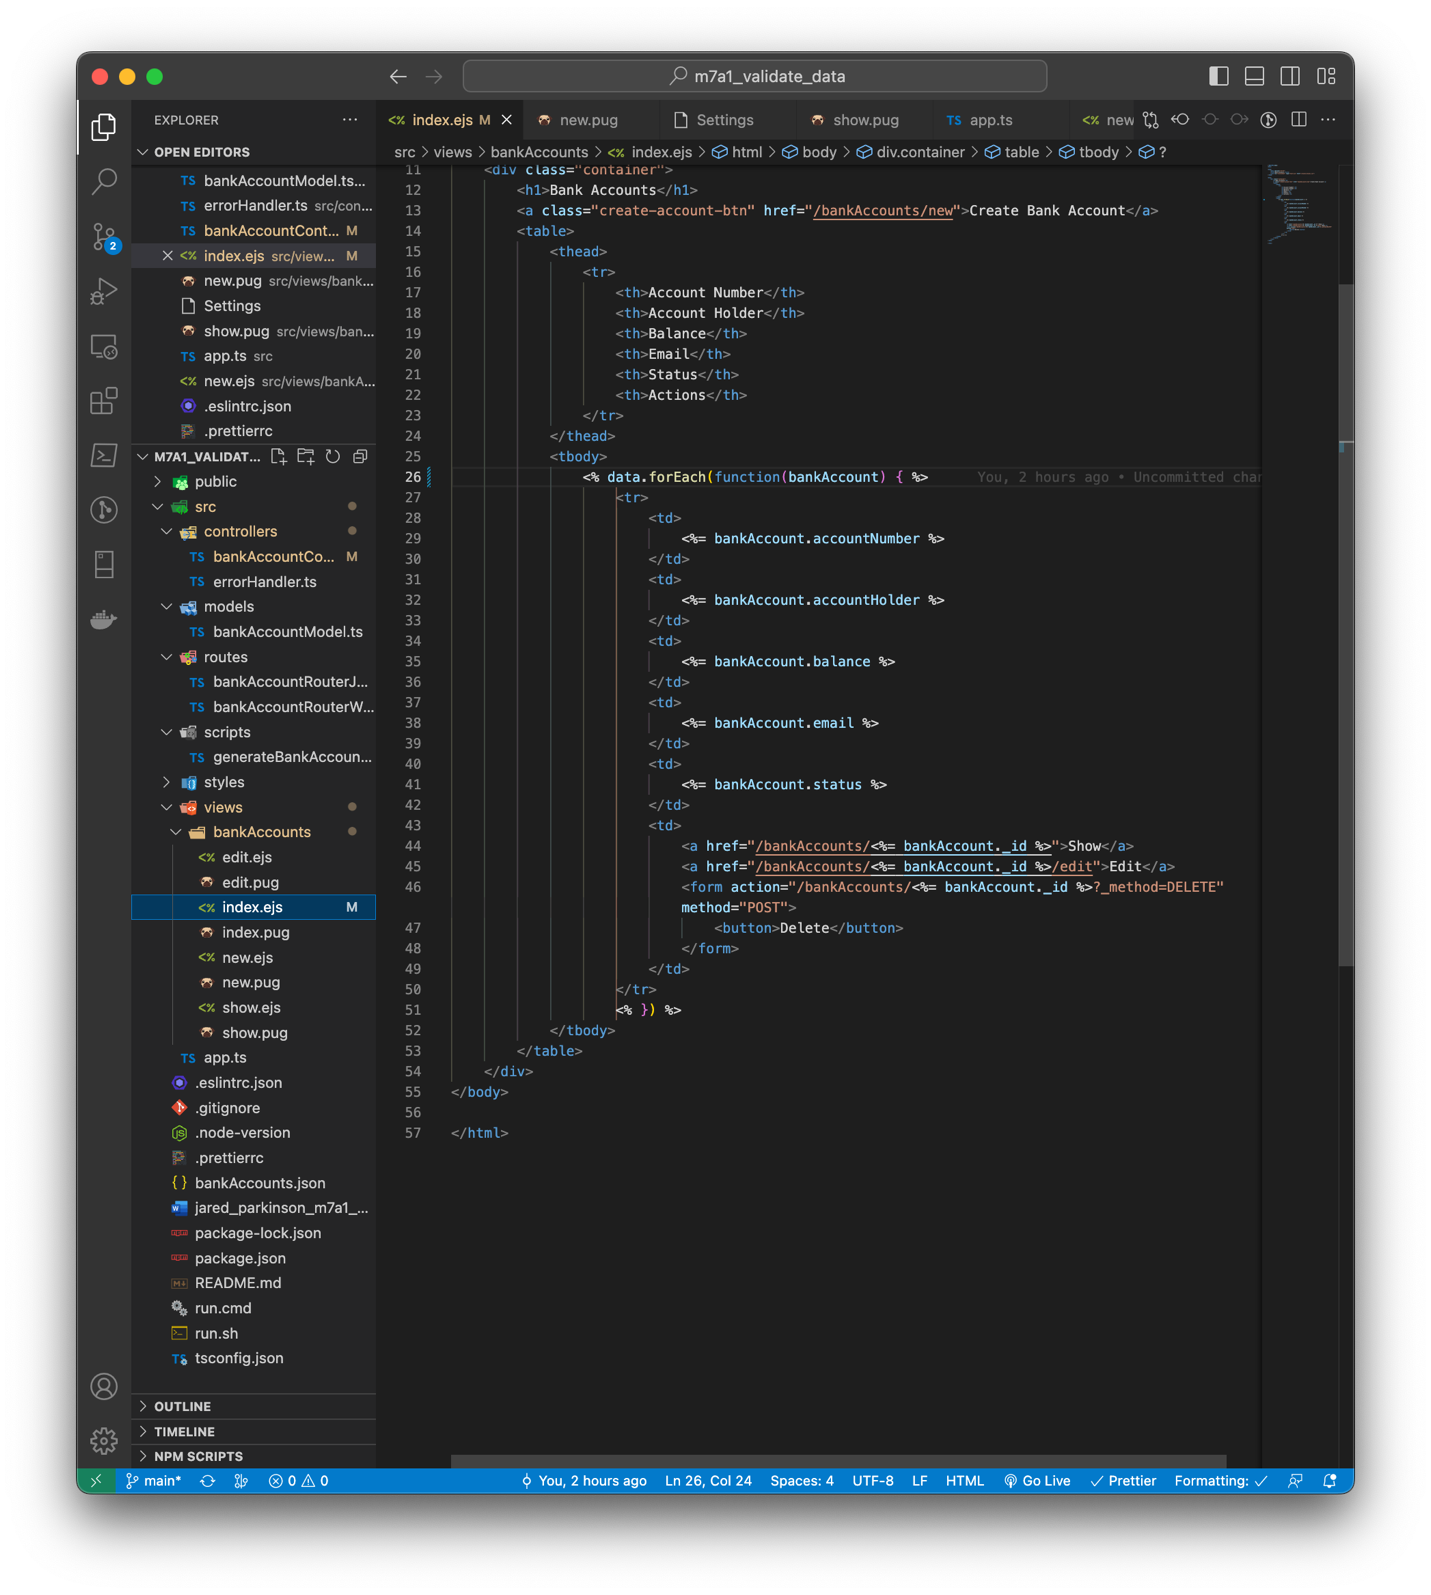 m7a1_validate_data
EXPLORER
index.ejs M
new.pug
Settings
show.pug
TS app.ts
new
OPEN EDITORS
src > views > bankAccounts > index.ejs > html > body > div.container > table > tbody > ?
TS bankAccountModel.ts...
TS errorHandler.ts src/con...
TS bankAccountCont... M
index.ejs src/view... M
new.pug src/views/bank...
Settings
show.pug src/views/ban...
TS app.ts src
new.ejs src/views/bankA...
.eslintrc.json
.prettierrc
M7A1_VALIDAT...
public
src
controllers
TS bankAccountCo... M
TS errorHandler.ts
models
TS bankAccountModel.ts
routes
TS bankAccountRouterJ...
TS bankAccountRouterW...
scripts
TS generateBankAccoun...
styles
views
bankAccounts
edit.ejs
edit.pug
index.ejs M
index.pug
new.ejs
new.pug
show.ejs
show.pug
TS app.ts
.eslintrc.json
.gitignore
.node-version
.prettierrc
bankAccounts.json
jared_parkinson_m7a1_...
package-lock.json
package.json
README.md
run.cmd
run.sh
tsconfig.json
OUTLINE
TIMELINE
NPM SCRIPTS
11 <div class="container">
12 <h1>Bank Accounts</h1>
13 <a class="create-account-btn" href="/bankAccounts/new">Create Bank Account</a>
14 <table>
15 <thead>
16 <tr>
17 <th>Account Number</th>
18 <th>Account Holder</th>
19 <th>Balance</th>
20 <th>Email</th>
21 <th>Status</th>
22 <th>Actions</th>
23 </tr>
24 </thead>
25 <tbody>
26 <% data.forEach(function(bankAccount) { %> You, 2 hours ago • Uncommitted chan
27 <tr>
28 <td>
29 <%= bankAccount.accountNumber %>
30 </td>
31 <td>
32 <%= bankAccount.accountHolder %>
33 </td>
34 <td>
35 <%= bankAccount.balance %>
36 </td>
37 <td>
38 <%= bankAccount.email %>
39 </td>
40 <td>
41 <%= bankAccount.status %>
42 </td>
43 <td>
44 <a href="/bankAccounts/<%= bankAccount._id %>">Show</a>
45 <a href="/bankAccounts/<%= bankAccount._id %>/edit">Edit</a>
46 <form action="/bankAccounts/<%= bankAccount._id %>?_method=DELETE"
method="POST">
47 <button>Delete</button>
48 </form>
49 </td>
50 </tr>
51 <% }) %>
52 </tbody>
53 </table>
54 </div>
55 </body>
56
57 </html>
2
main* 0 0 You, 2 hours ago Ln 26, Col 24 Spaces: 4 UTF-8 LF HTML Go Live Prettier Formatting: